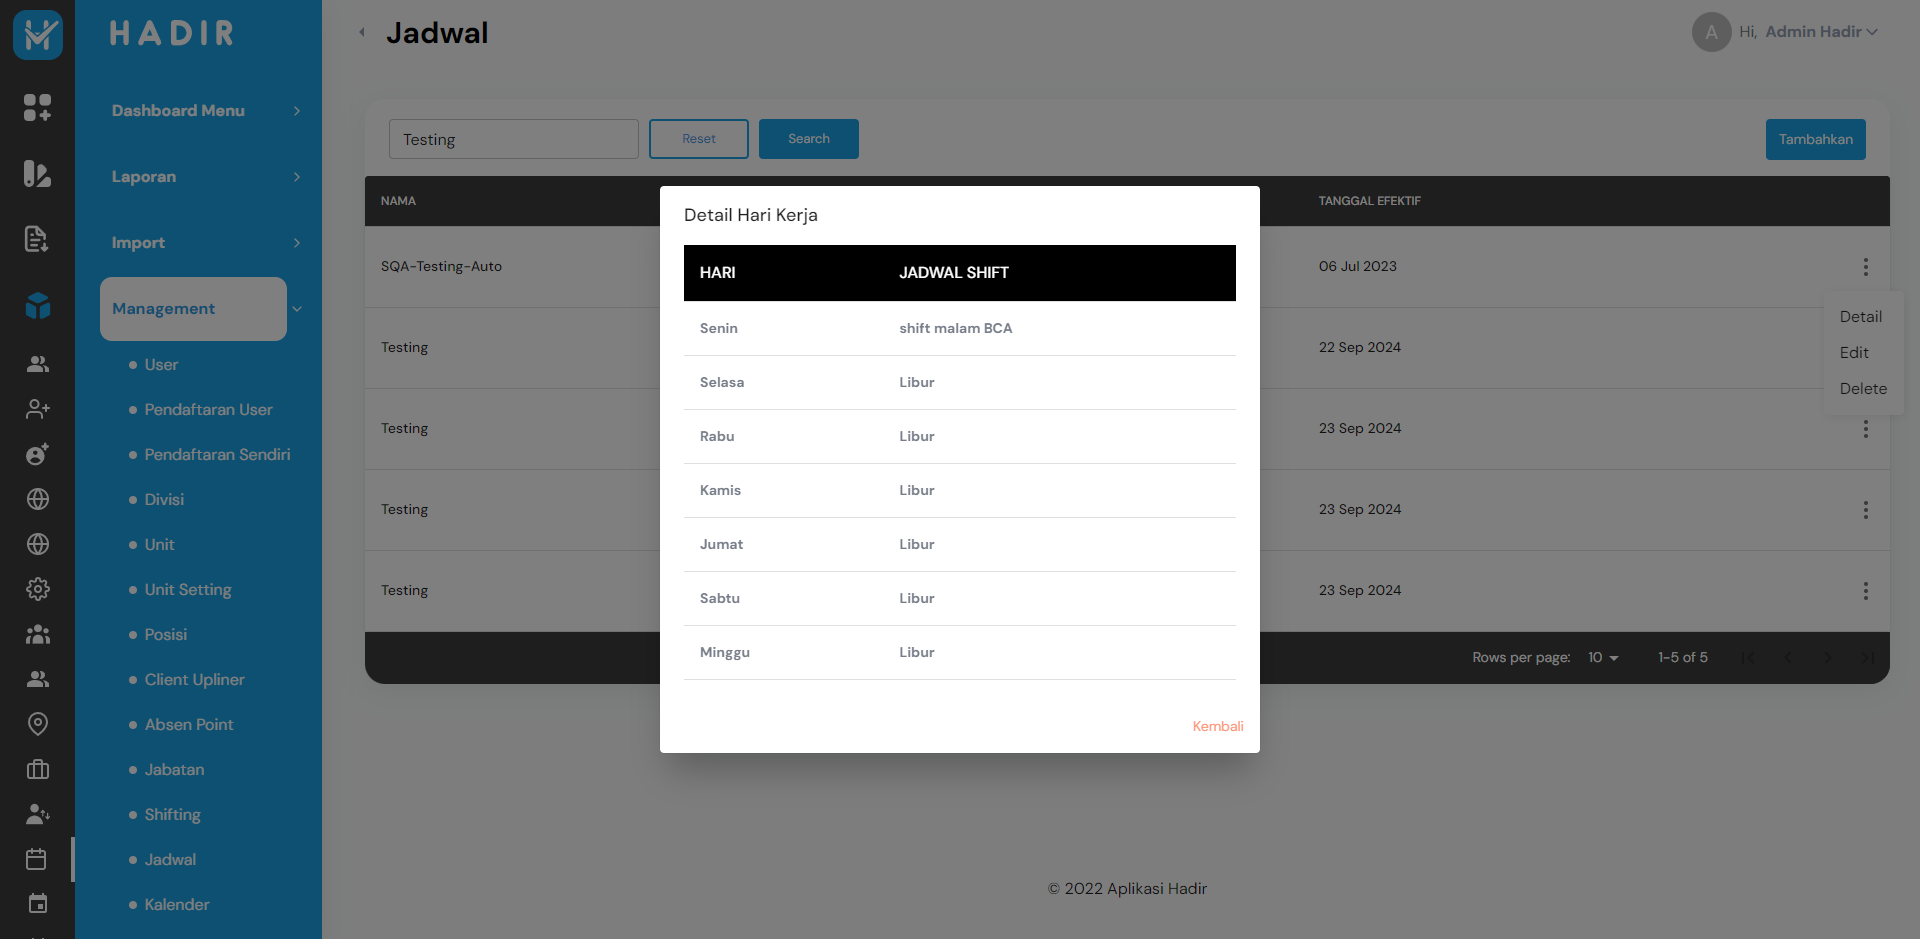 HADIR
Jadwal
A
Hi, Admin Hadir
Dashboard Menu
Laporan
Import
Management
User
Pendaftaran User
Pendaftaran Sendiri
Divisi
Unit
Unit Setting
Posisi
Client Upliner
Absen Point
Jabatan
Shifting
Jadwal
Kalender
Testing
Reset
Search
Tambahkan
NAMA
TANGGAL EFEKTIF
SQA-Testing-Auto
06 Jul 2023
Testing
22 Sep 2024
Testing
23 Sep 2024
Testing
23 Sep 2024
Testing
23 Sep 2024
Detail
Edit
Delete
Rows per page: 10 1-5 of 5
Detail Hari Kerja
HARI JADWAL SHIFT
Senin shift malam BCA
Selasa Libur
Rabu Libur
Kamis Libur
Jumat Libur
Sabtu Libur
Minggu Libur
Kembali
© 2022 Aplikasi Hadir